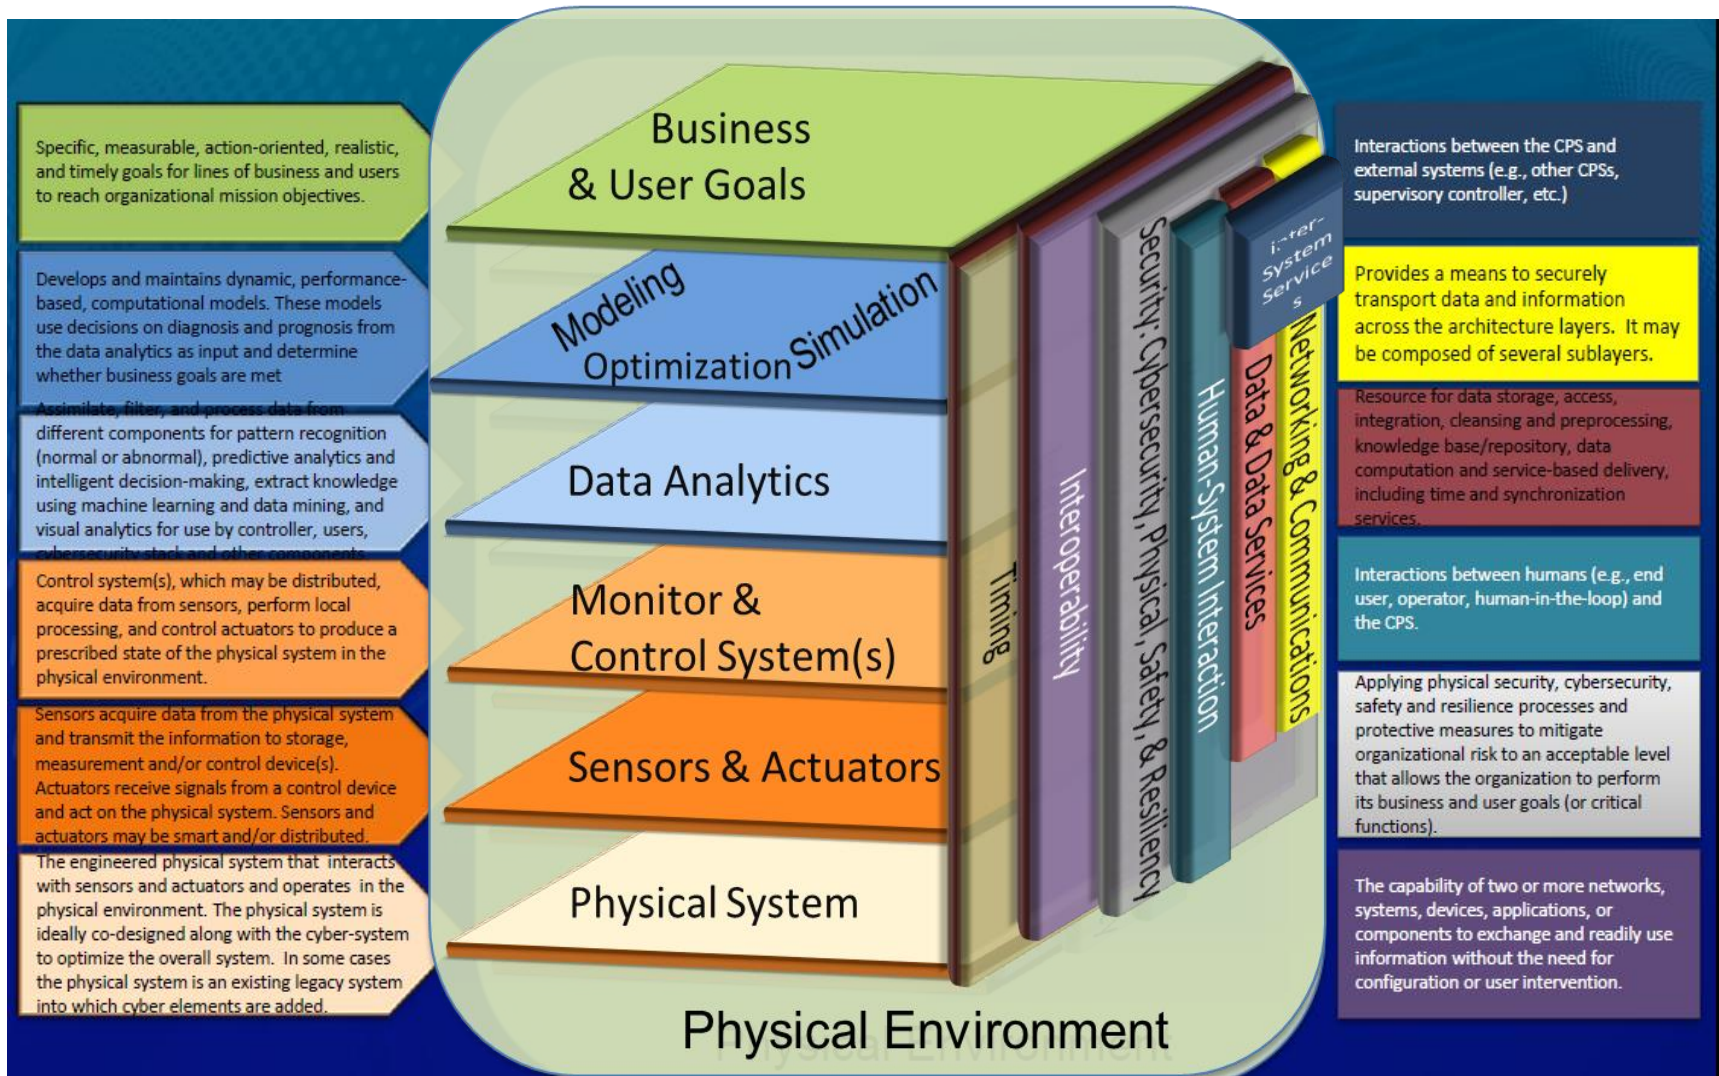 Specific, measurable, action-oriented, realistic,
and timely goals for lines of business and users
to reach organizational mission objectives.
Develops and maintains dynamic, performance-
based, computational models. These models
use decisions on diagnosis and prognosis from
the data analytics as input and determine
whether business goals are met
Assimilate, filter, and process data from
different components for pattern recognition
(normal or abnormal), predictive analytics and
intelligent decision-making, extract knowledge
using machine learning and data mining, and
visual analytics for use by controller, users,
cybersecurity stack and other components
Control system(s), which may be distributed,
acquire data from sensors, perform local
processing, and control actuators to produce a
prescribed state of the physical system in the
physical environment.
Sensors acquire data from the physical system
and transmit the information to storage,
measurement and/or control device(s).
Actuators receive signals from a control device
and act on the physical system. Sensors and
actuators may be smart and/or distributed.
The engineered physical system that interacts
with sensors and actuators and operates in the
physical environment. The physical system is
ideally co-designed along with the cyber-system
to optimize the overall system. In some cases
the physical system is an existing legacy system
into which cyber elements are added.
Business
& User Goals
Modeling
Optimization
Simulation
Data Analytics
Monitor &
Control System(s)
Sensors & Actuators
Physical System
Timing
Interoperability
Security: Cybersecurity, Physical, Safety, & Resiliency
Human-System Interaction
Data & Data Services
Networking & Communications
inter-
System
Service
s
Physical Environment
Interactions between the CPS and
external systems (e.g., other CPSs,
supervisory controller, etc.)
Provides a means to securely
transport data and information
across the architecture layers. It may
be composed of several sublayers.
Resource for data storage, access,
integration, cleansing and preprocessing,
knowledge base/repository, data
computation and service-based delivery,
including time and synchronization
services.
Interactions between humans (e.g., end
user, operator, human-in-the-loop) and
the CPS.
Applying physical security, cybersecurity,
safety and resilience processes and
protective measures to mitigate
organizational risk to an acceptable level
that allows the organization to perform
its business and user goals (or critical
functions).
The capability of two or more networks,
systems, devices, applications, or
components to exchange and readily use
information without the need for
configuration or user intervention.